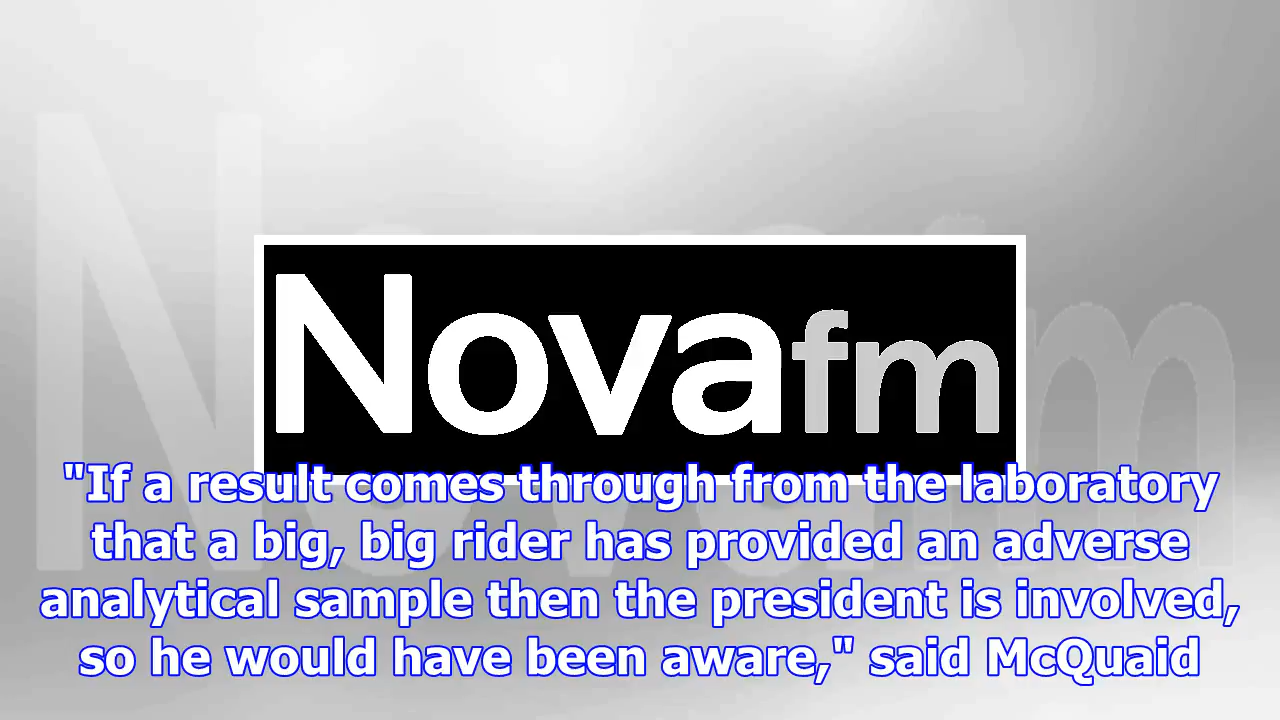 Novafm
"If a result comes through from the laboratory
that a big, big rider has provided an adverse
analytical sample then the president is involved,
so he would have been aware," said McQuaid